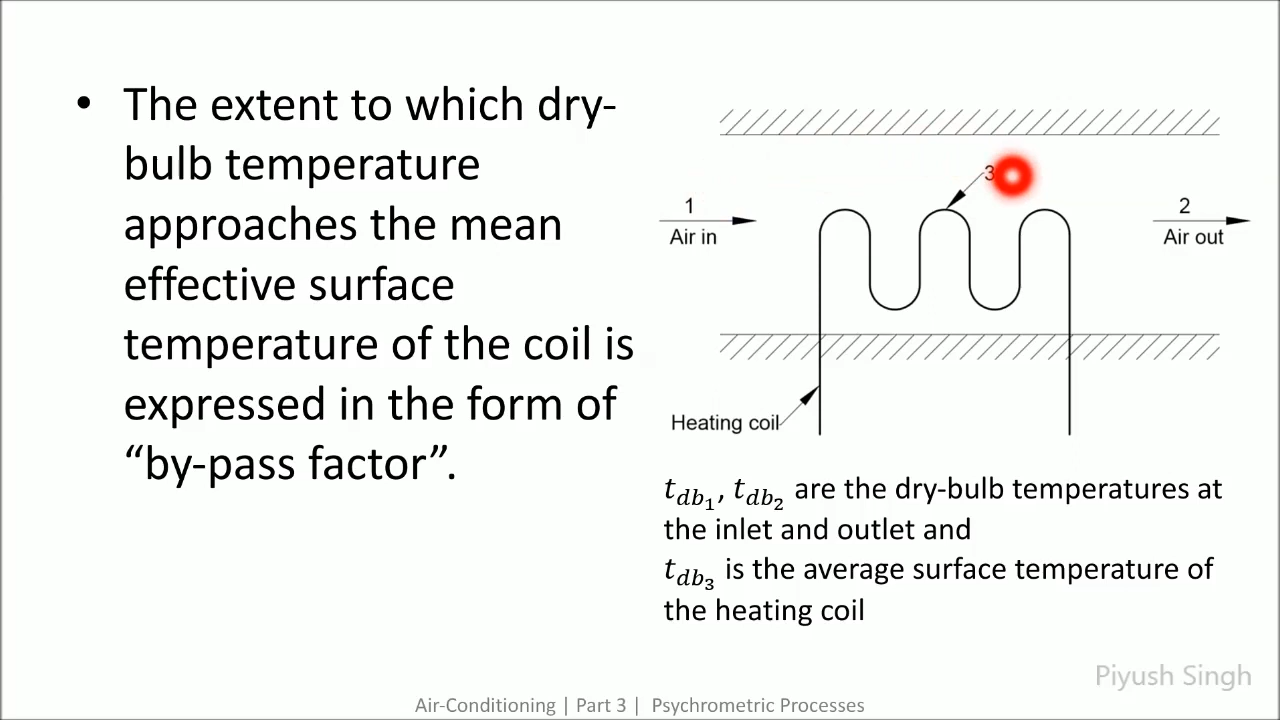 • The extent to which dry-
bulb temperature
approaches the mean
effective surface
temperature of the coil is
expressed in the form of
“by-pass factor”.
1
Air in
3
2
Air out
Heating coil
t_db₁, t_db₂ are the dry-bulb temperatures at
the inlet and outlet and
t_db₃ is the average surface temperature of
the heating coil
Piyush Singh
Air-Conditioning | Part 3 | Psychrometric Processes